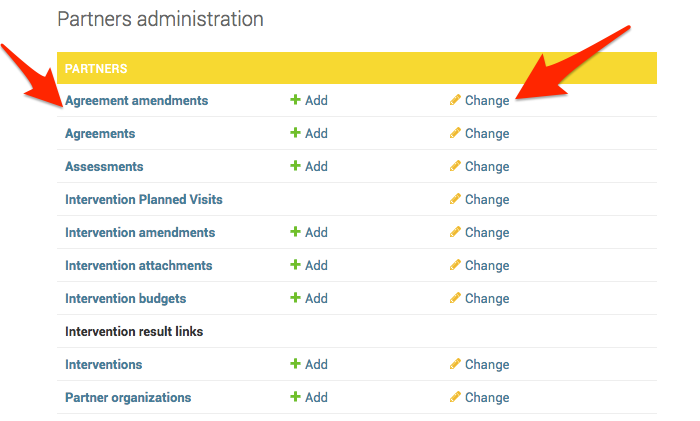 Partners administration
PARTNERS
Agreement amendments Add Change
Agreements Add Change
Assessments Add Change
Intervention Planned Visits Change
Intervention amendments Add Change
Intervention attachments Add Change
Intervention budgets Add Change
Intervention result links
Interventions Add Change
Partner organizations Add Change